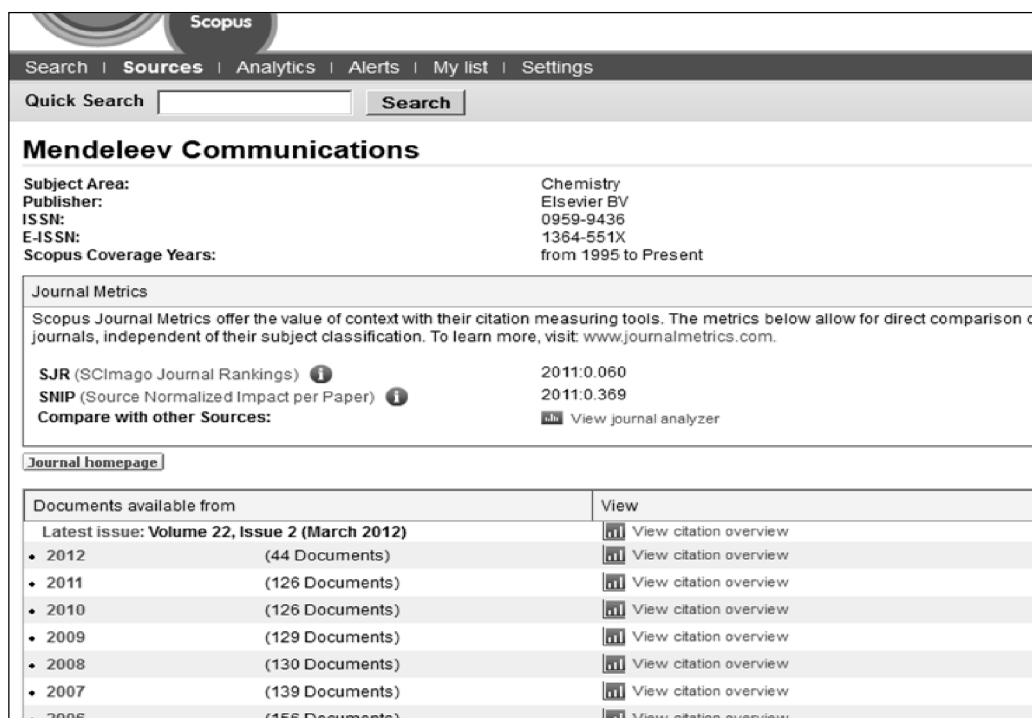 Scopus
Search | Sources | Analytics | Alerts | My list | Settings
Quick Search Search
Mendeleev Communications
Subject Area: Chemistry
Publisher: Elsevier BV
ISSN: 0959-9436
E-ISSN: 1364-551X
Scopus Coverage Years: from 1995 to Present
Journal Metrics
Scopus Journal Metrics offer the value of context with their citation measuring tools. The metrics below allow for direct comparison
journals, independent of their subject classification. To learn more, visit: www.journalmetrics.com.
SJR (SCImago Journal Rankings) 2011:0.060
SNIP (Source Normalized Impact per Paper) 2011:0.369
Compare with other Sources: View journal analyzer
Journal homepage
Documents available from View
Latest issue: Volume 22, Issue 2 (March 2012) View citation overview
• 2012 (44 Documents) View citation overview
• 2011 (126 Documents) View citation overview
• 2010 (126 Documents) View citation overview
• 2009 (129 Documents) View citation overview
• 2008 (130 Documents) View citation overview
• 2007 (139 Documents) View citation overview
2006 (156 Documents) View citation overview